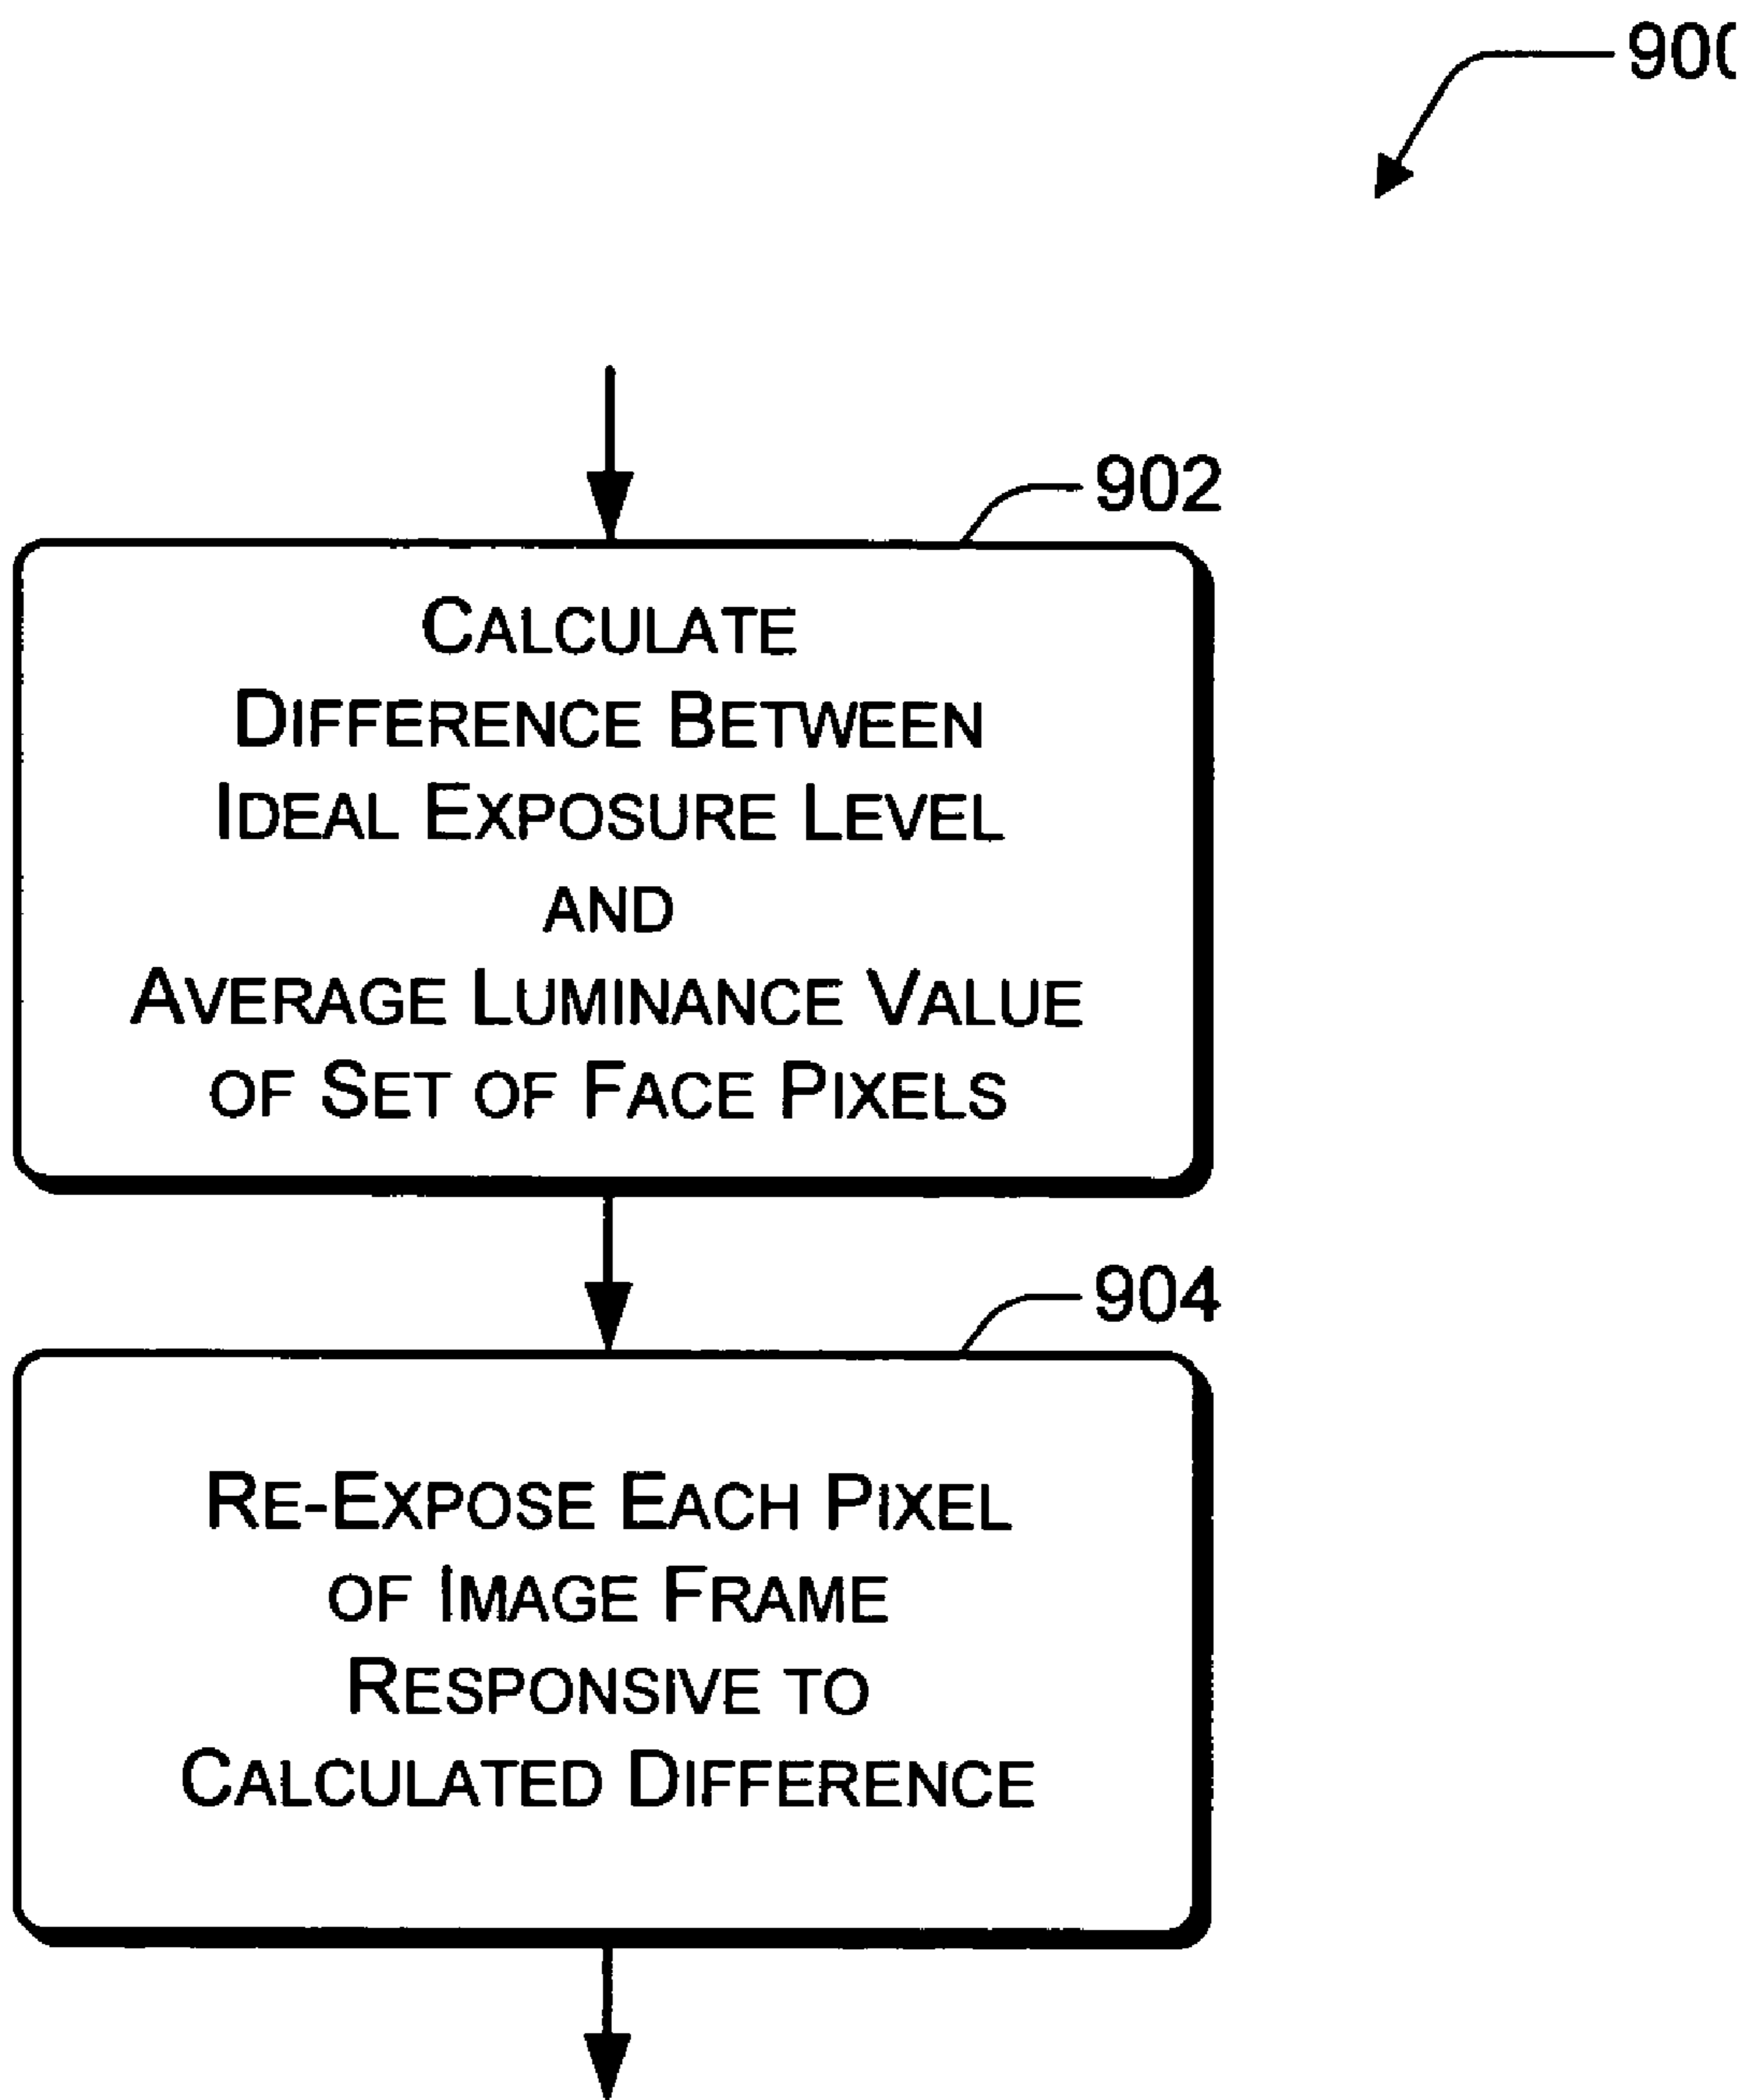 900
902
CALCULATE
DIFFERENCE BETWEEN
IDEAL EXPOSURE LEVEL
AND
AVERAGE LUMINANCE VALUE
OF SET OF FACE PIXELS
904
RE-EXPOSE EACH PIXEL
OF IMAGE FRAME
RESPONSIVE TO
CALCULATED DIFFERENCE